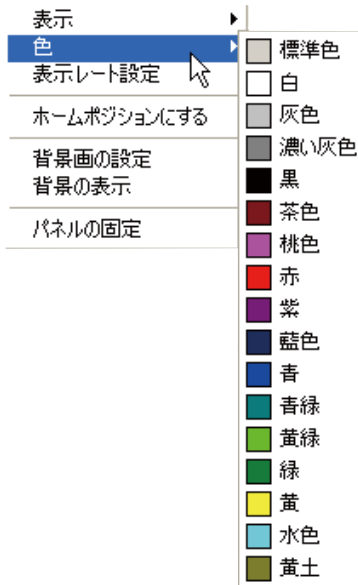 表示
色
表示レート設定
ホームポジションにする
背景画の設定
背景の表示
パネルの固定
標準色
白
灰色
濃い灰色
黒
茶色
桃色
赤
紫
藍色
青
青緑
黄緑
緑
黄
水色
黄土